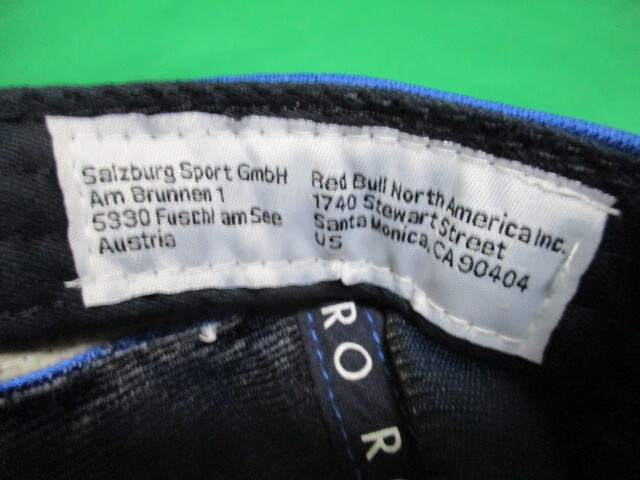 Salzburg Sport GmbH
Am Brunnen 1
5330 Fuschl am See
Austria
Red Bull North America Inc.
1740 Stewart Street
Santa Monica, CA 90404
US
RO R